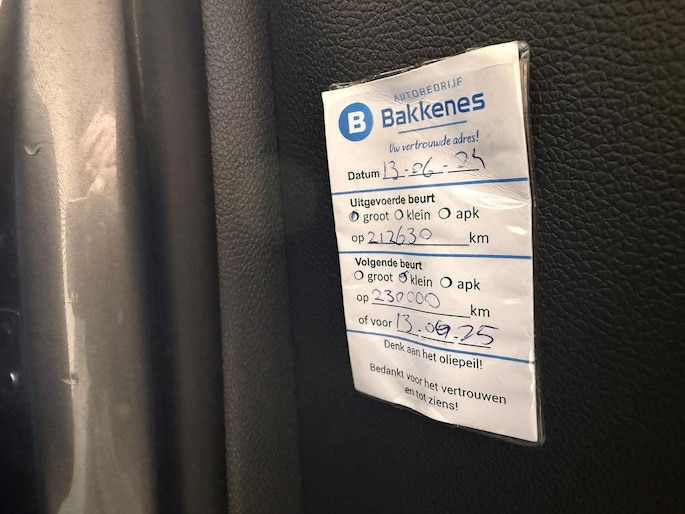 AUTOBEDRIJF
B Bakkenes
Uw vertrouwde adres!
Datum 13-06-24
Uitgevoerde beurt
groot klein apk
op 212630 km
Volgende beurt
groot klein apk
op 230000 km
of voor 13.06.25
Denk aan het oliepeil!
Bedankt voor het vertrouwen
en tot ziens!